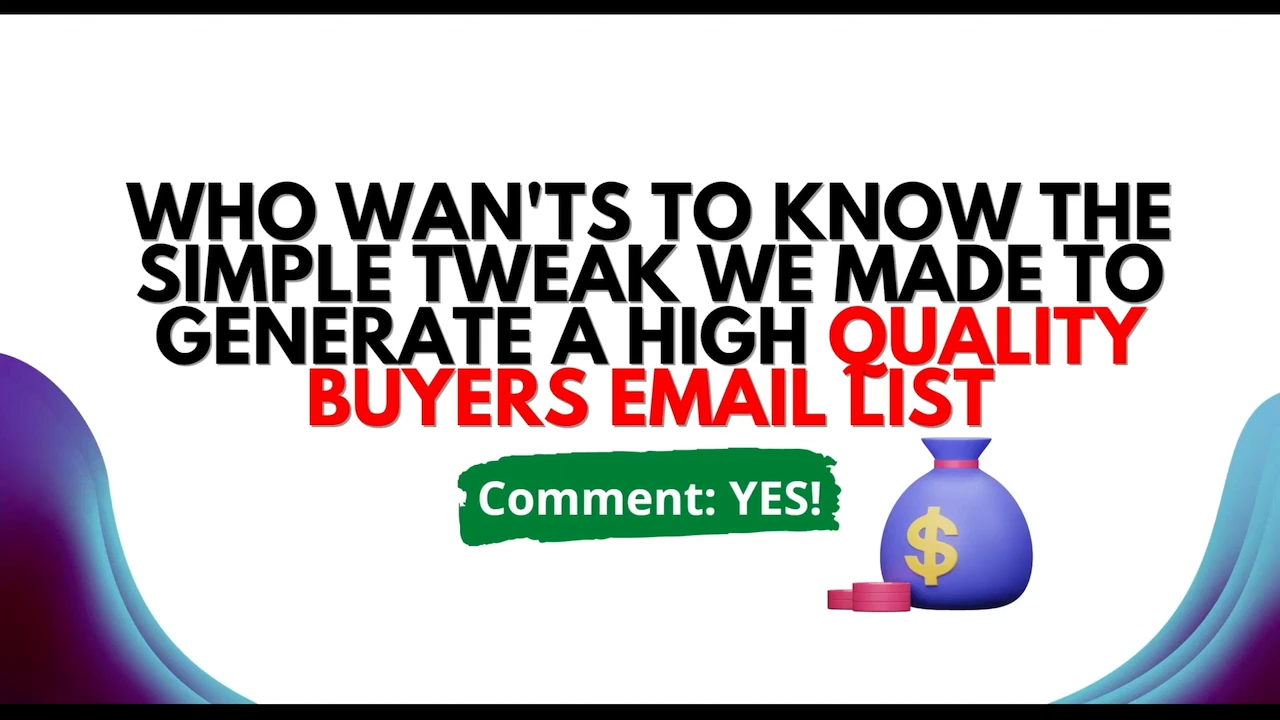 WHO WAN'TS TO KNOW THE
SIMPLE TWEAK WE MADE TO
GENERATE A HIGH QUALITY
BUYERS EMAIL LIST
Comment: YES!
$